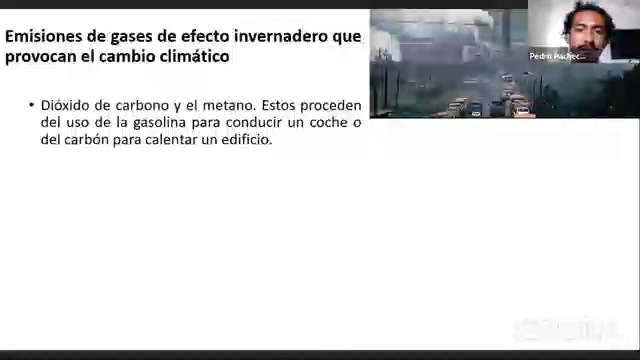 Emisiones de gases de efecto invernadero que
provocan el cambio climático
• Dióxido de carbono y el metano. Estos proceden
del uso de la gasolina para conducir un coche o
del carbón para calentar un edificio.
Pedro Pachec...